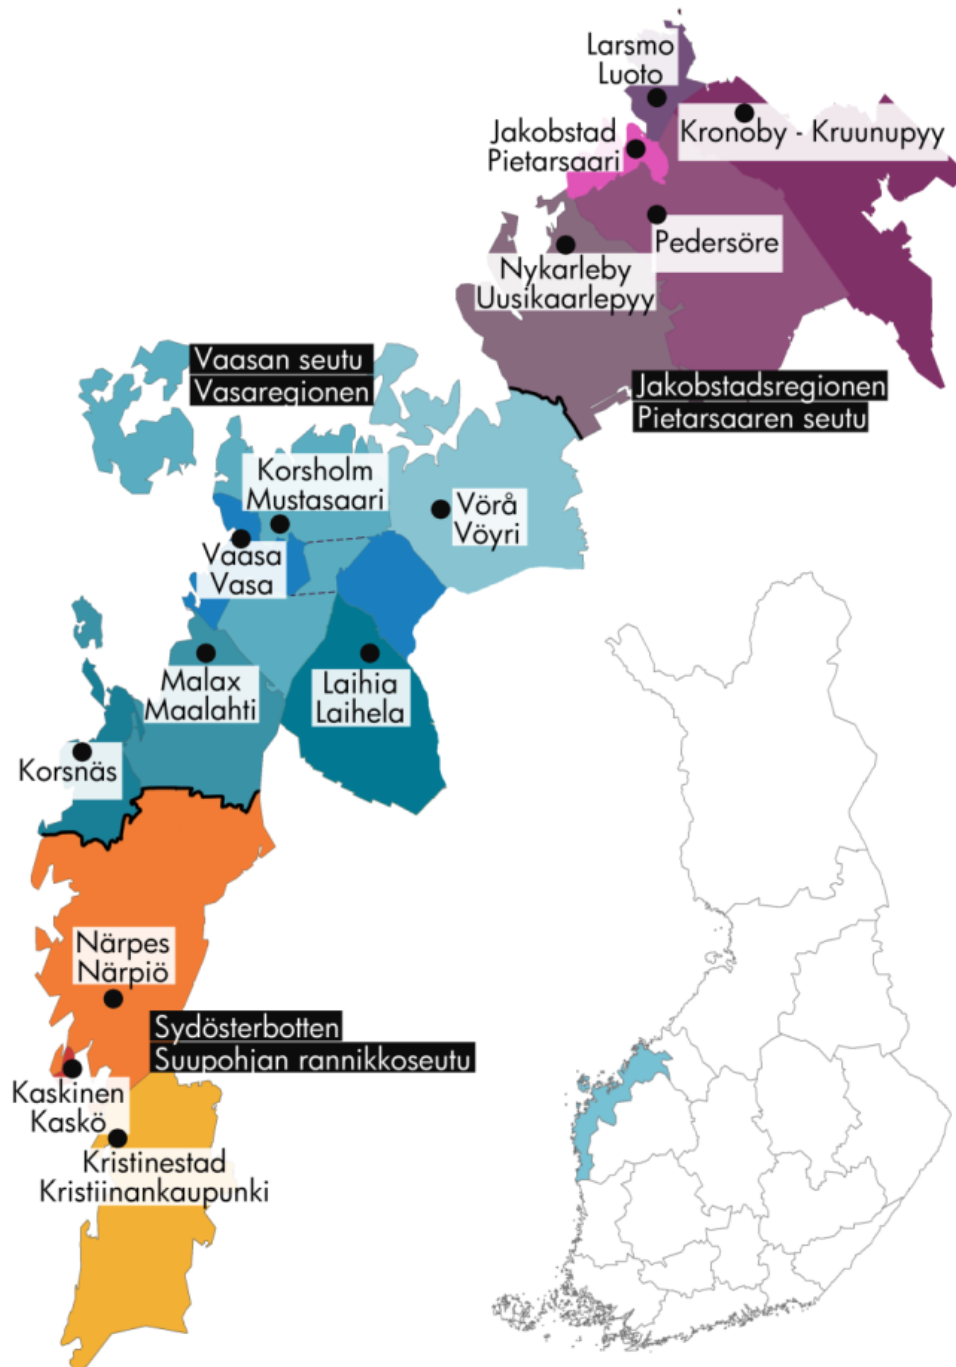 Larsmo
Luoto
Jakobstad
Pietarsaari
Kronoby - Kruunupyy
Pedersöre
Nykarleby
Uusikaarlepyy
Vaasan seutu
Vasaregionen
Jakobstadsregionen
Pietarsaaren seutu
Korsholm
Mustasaari
Vörå
Vöyri
Vaasa
Vasa
Malax
Maalahti
Laihia
Laihela
Korsnäs
Närpes
Närpiö
Sydösterbotten
Suupohjan rannikkoseutu
Kaskinen
Kaskö
Kristinestad
Kristiinankaupunki